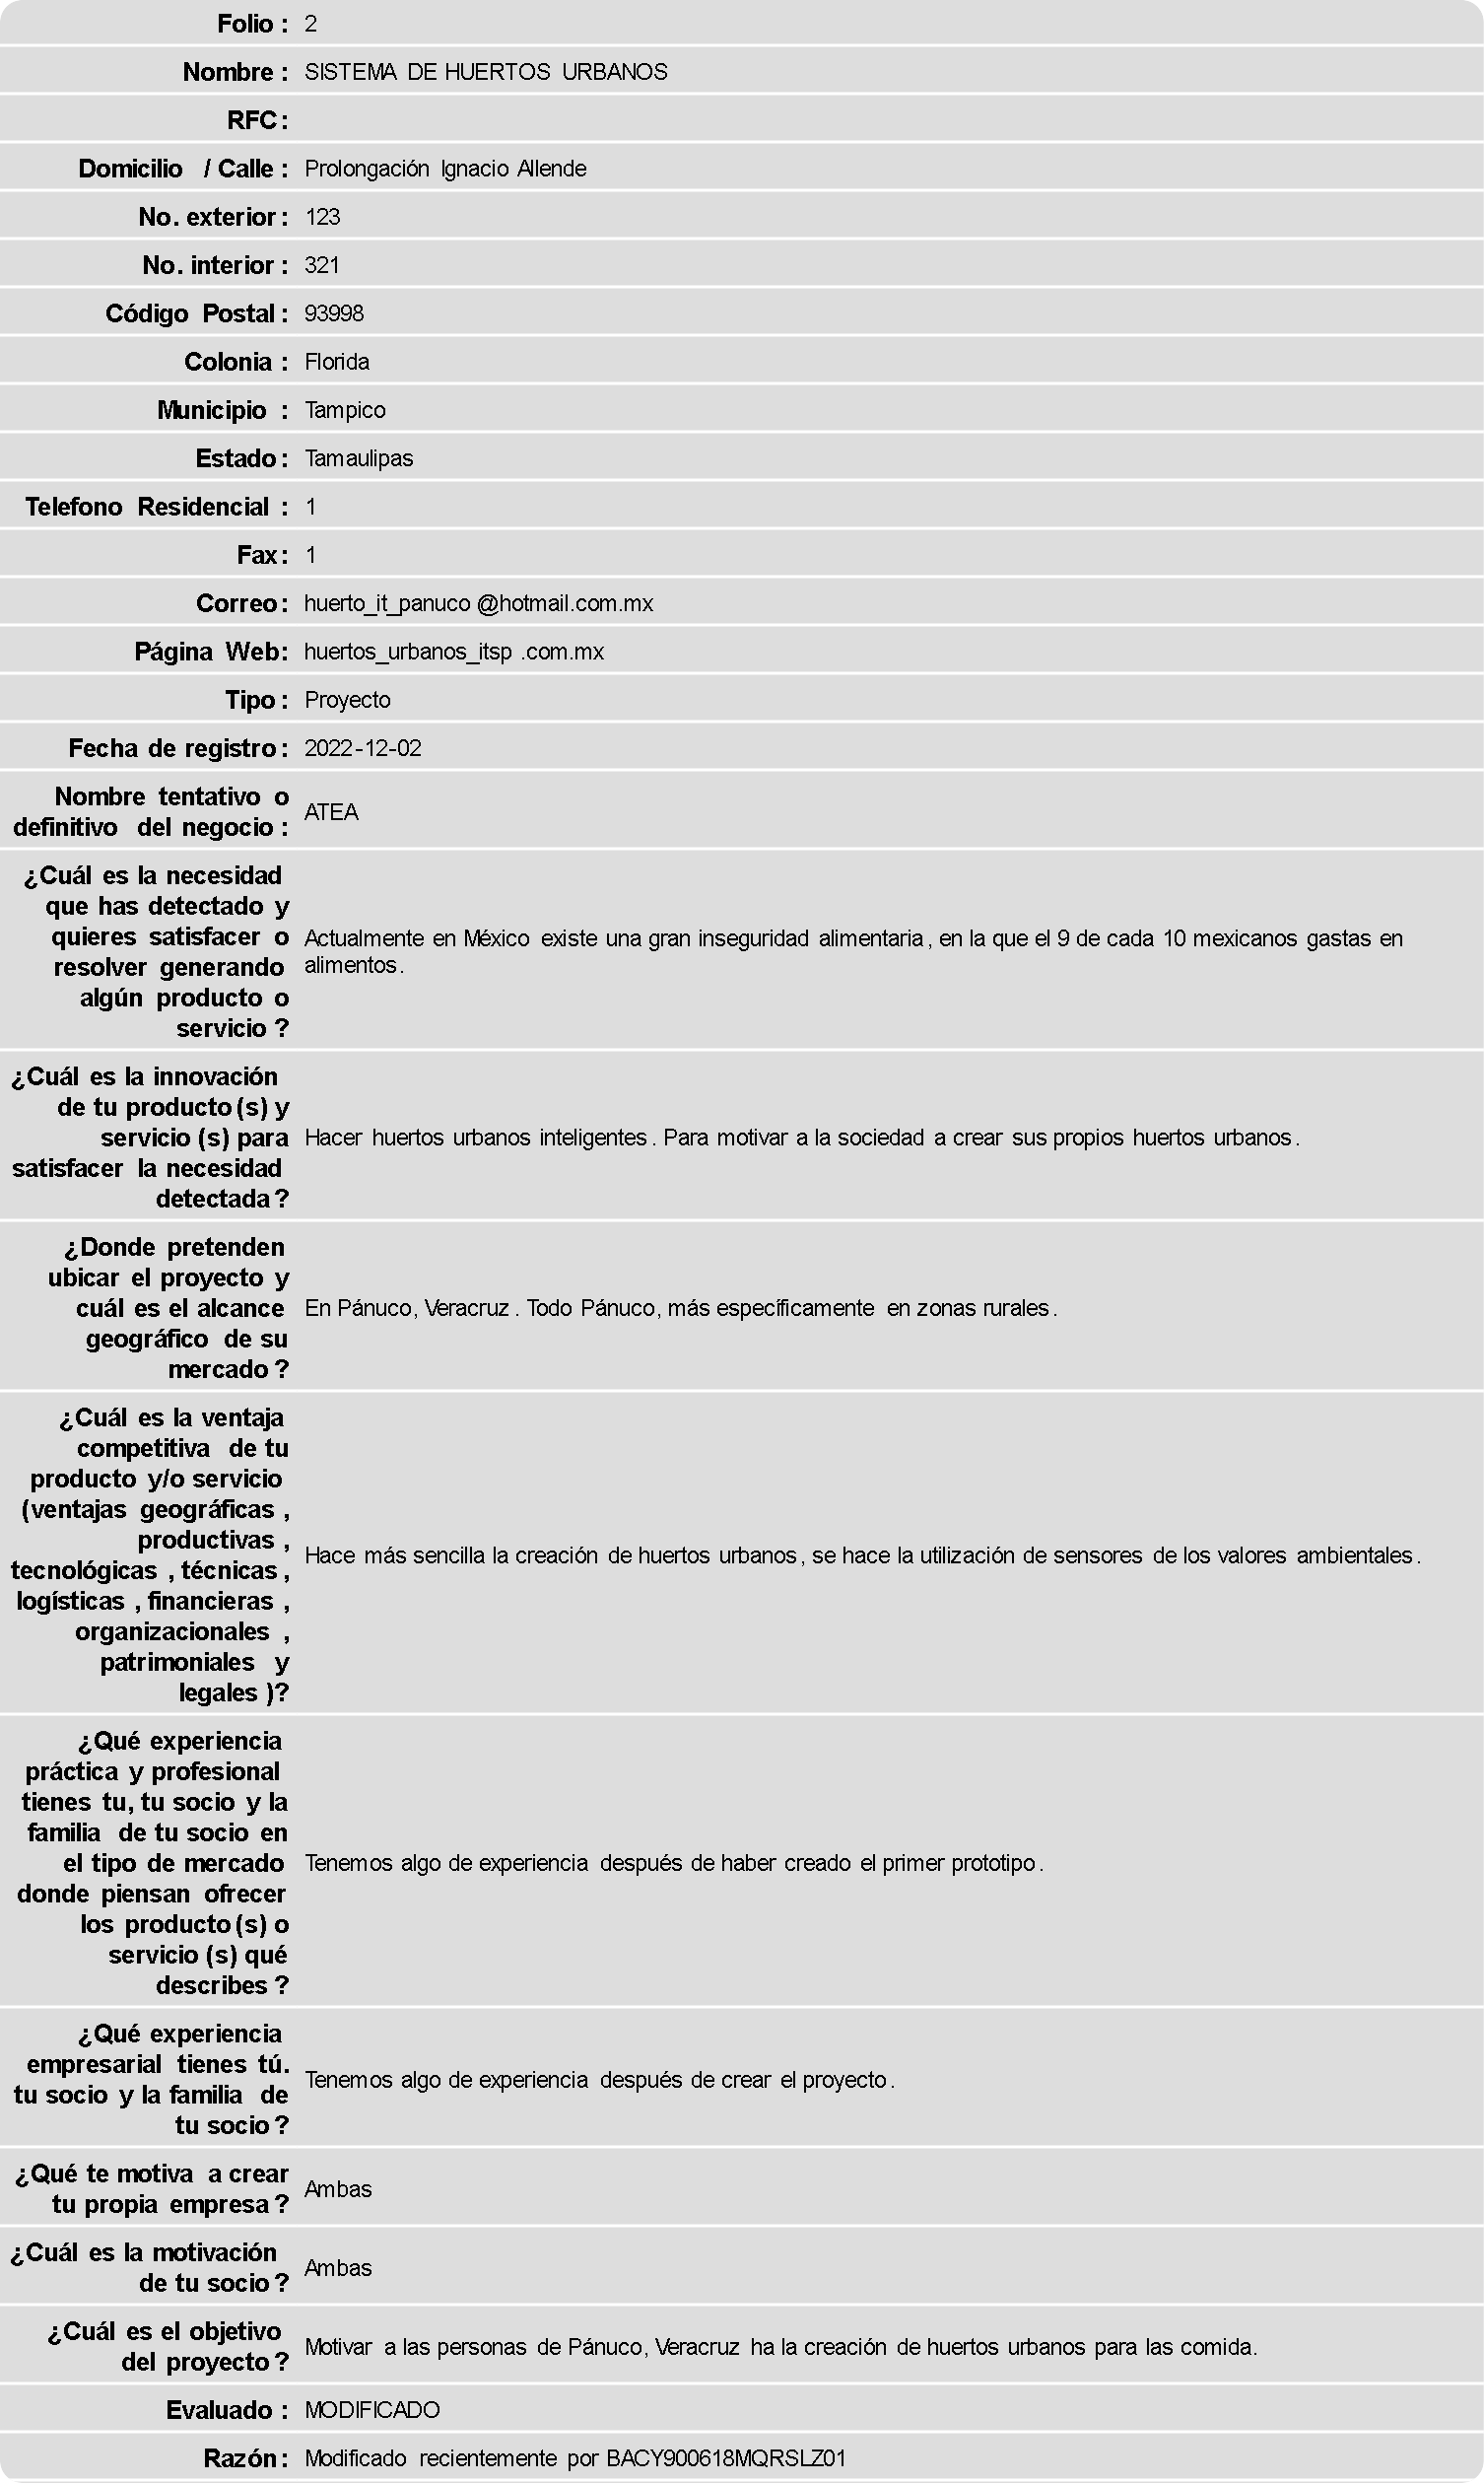 Folio : 2
Nombre : SISTEMA DE HUERTOS URBANOS
RFC :
Domicilio / Calle : Prolongación Ignacio Allende
No. exterior : 123
No. interior : 321
Código Postal : 93998
Colonia : Florida
Municipio : Tampico
Estado : Tamaulipas
Telefono Residencial : 1
Fax : 1
Correo : huerto_it_panuco @hotmail.com.mx
Página Web : huertos_urbanos_itsp .com.mx
Tipo : Proyecto
Fecha de registro : 2022-12-02
Nombre tentativo o
definitivo del negocio :
ATEA
¿Cuál es la necesidad
que has detectado y
quieres satisfacer o
resolver generando
algún producto o
servicio ?
Actualmente en México existe una gran inseguridad alimentaria , en la que el 9 de cada 10 mexicanos gastas en
alimentos .
¿Cuál es la innovación
de tu producto (s) y
servicio (s) para
satisfacer la necesidad
detectada ?
Hacer huertos urbanos inteligentes . Para motivar a la sociedad a crear sus propios huertos urbanos .
¿Donde pretenden
ubicar el proyecto y
cuál es el alcance
geográfico de su
mercado ?
En Pánuco, Veracruz . Todo Pánuco, más específicamente en zonas rurales .
¿Cuál es la ventaja
competitiva de tu
producto y/o servicio
(ventajas geográficas ,
productivas ,
tecnológicas , técnicas ,
logísticas , financieras ,
organizacionales ,
patrimoniales y
legales )?
Hace más sencilla la creación de huertos urbanos , se hace la utilización de sensores de los valores ambientales .
¿Qué experiencia
práctica y profesional
tienes tu, tu socio y la
familia de tu socio en
el tipo de mercado
donde piensan ofrecer
los producto (s) o
servicio (s) qué
describes ?
Tenemos algo de experiencia después de haber creado el primer prototipo .
¿Qué experiencia
empresarial tienes tú.
tu socio y la familia de
tu socio ?
Tenemos algo de experiencia después de crear el proyecto .
¿Qué te motiva a crear
tu propia empresa ?
Ambas
¿Cuál es la motivación
de tu socio ?
Ambas
¿Cuál es el objetivo
del proyecto ?
Motivar a las personas de Pánuco, Veracruz ha la creación de huertos urbanos para las comida.
Evaluado : MODIFICADO
Razón : Modificado recientemente por BACY900618MQRSLZ01